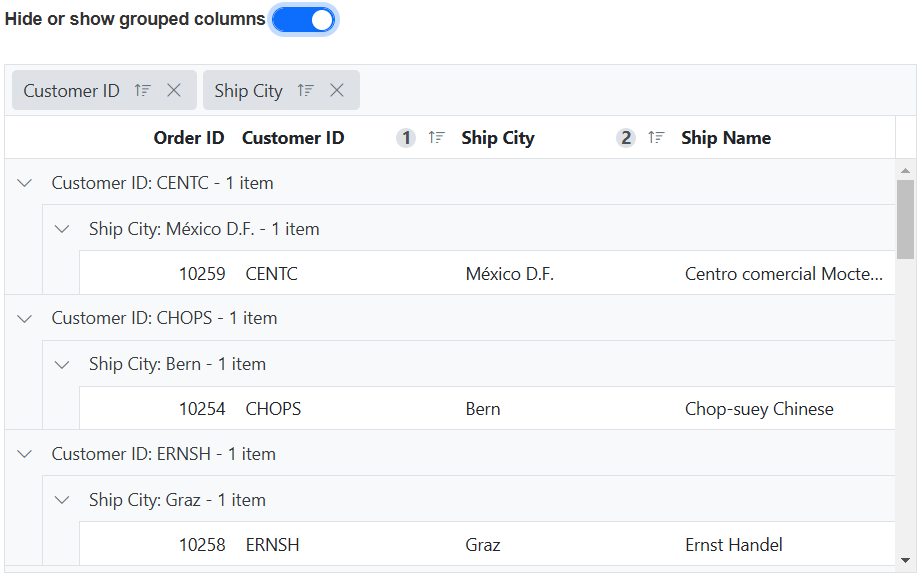 Hide or show grouped columns
Customer ID Ship City
Order ID Customer ID 1 Ship City 2 Ship Name
Customer ID: CENTC - 1 item
Ship City: México D.F. - 1 item
10259 CENTC México D.F. Centro comercial Mocte...
Customer ID: CHOPS - 1 item
Ship City: Bern - 1 item
10254 CHOPS Bern Chop-suey Chinese
Customer ID: ERNSH - 1 item
Ship City: Graz - 1 item
10258 ERNSH Graz Ernst Handel